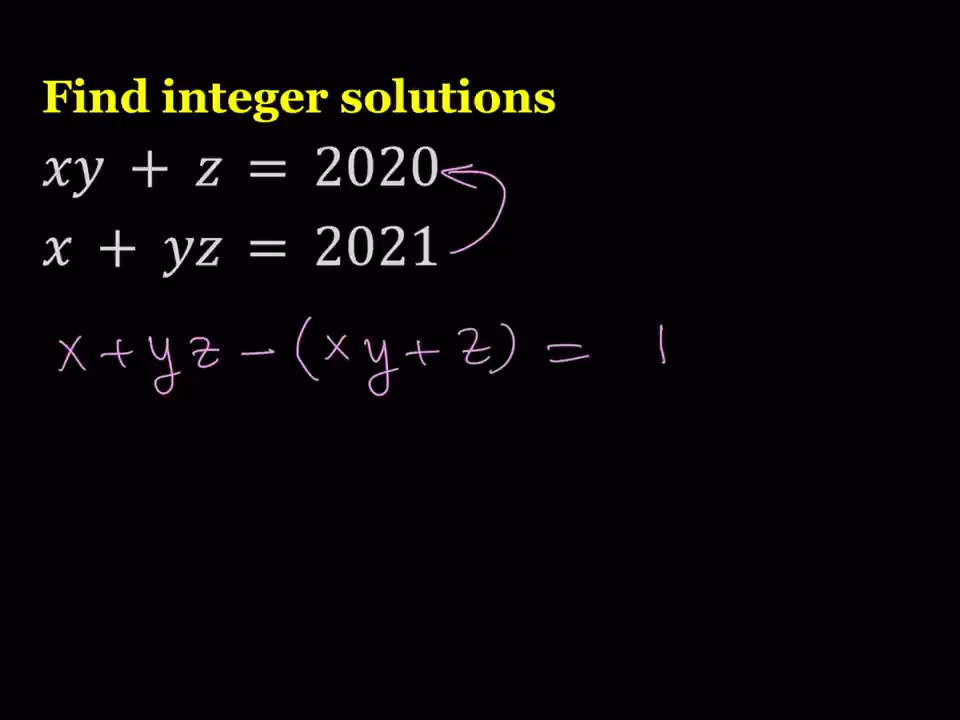 Find integer solutions
xy + z = 2020
x + yz = 2021
x + yz - (xy + z) = 1